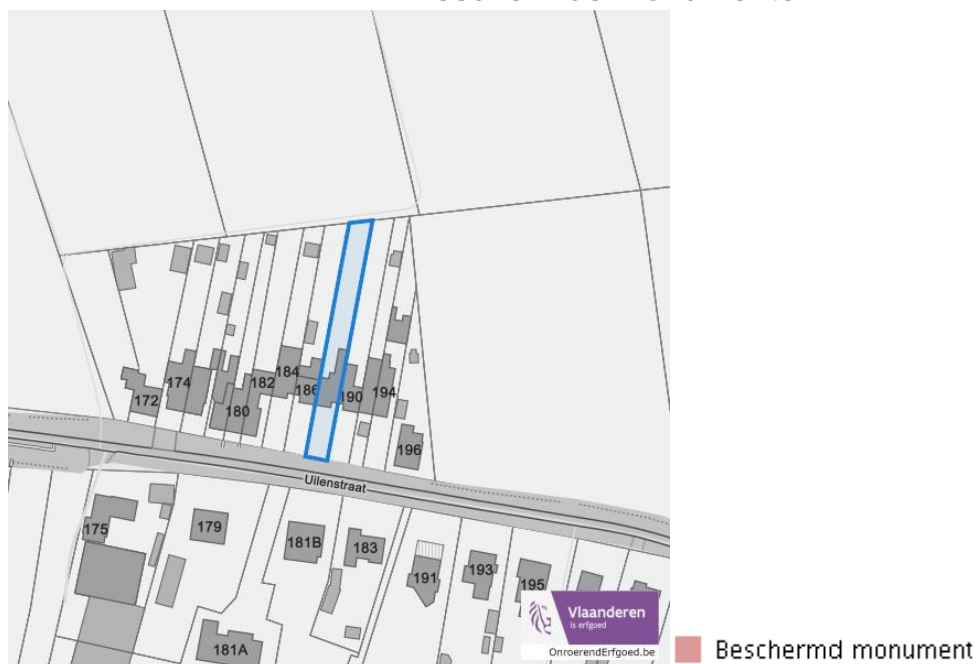 172
174
180
182
184
186
190
194
196
Uilenstraat
175
179
181B
183
191
193
195
181A
Vlaanderen
is erfgoed
OnroerendErfgoed.be
Beschermd monument